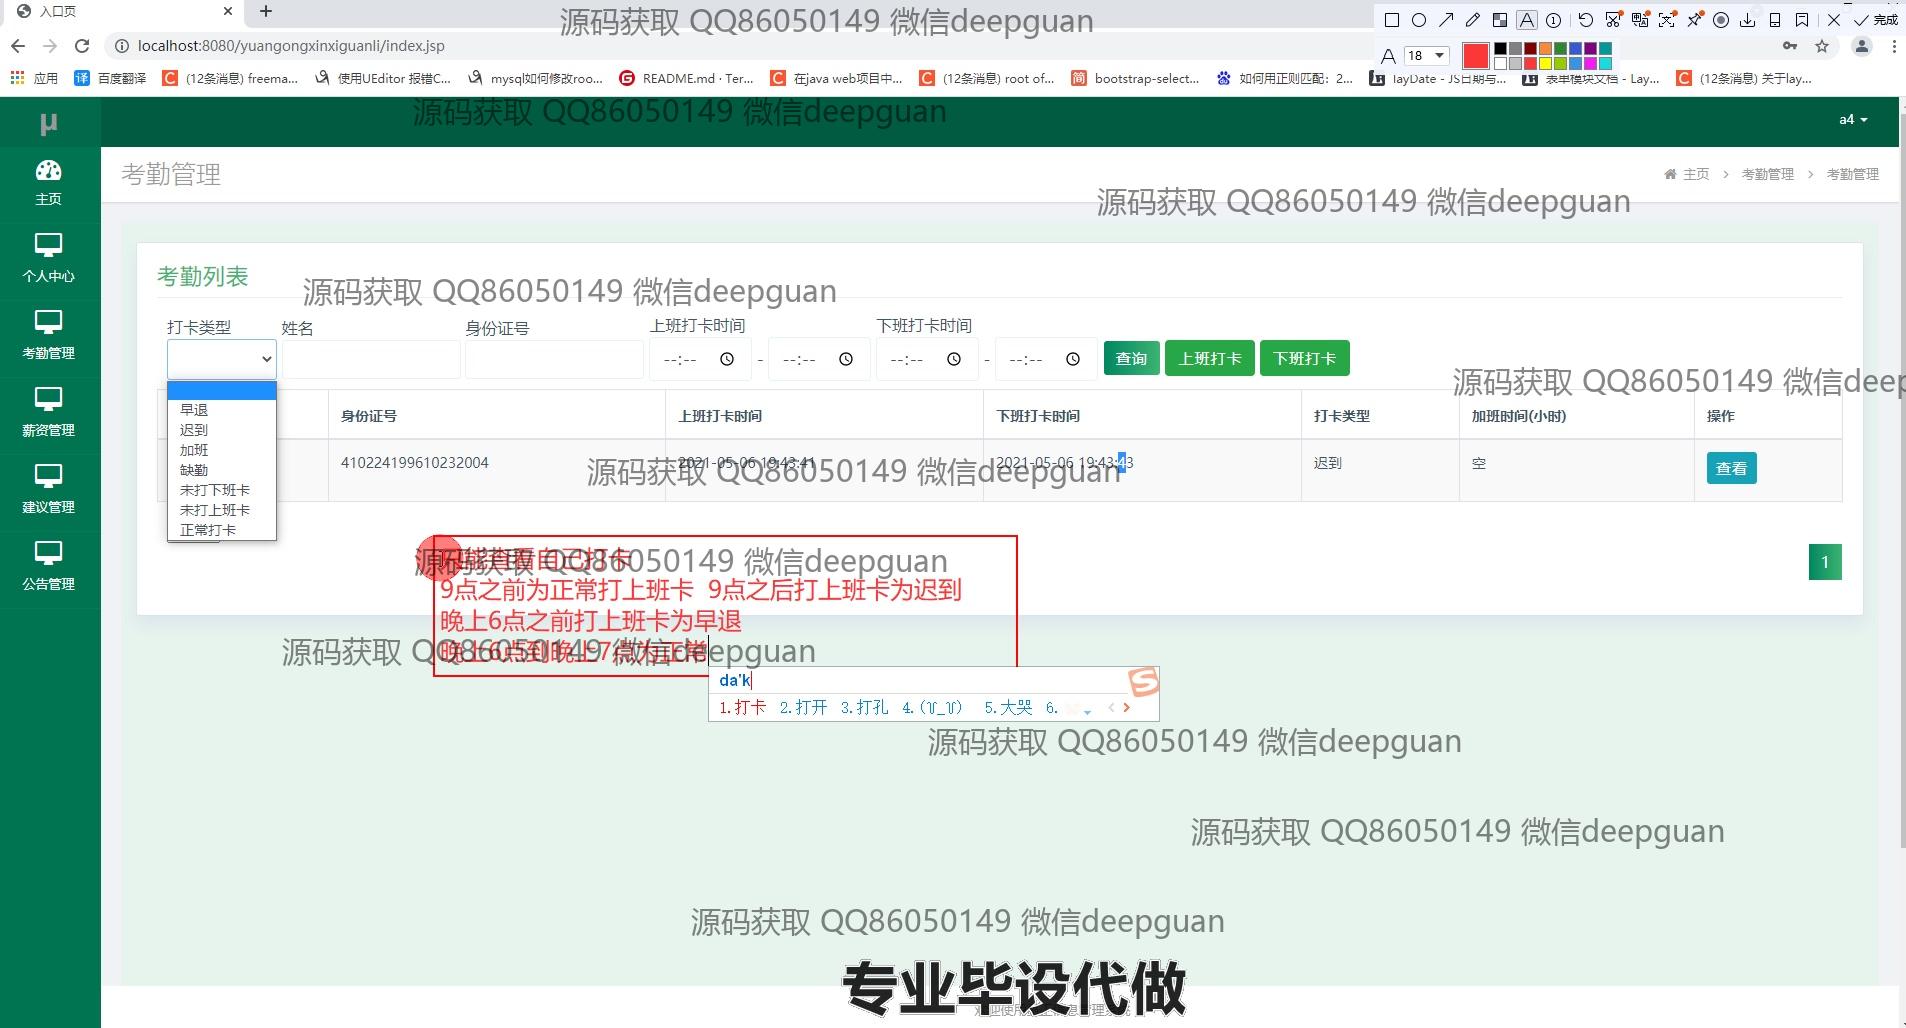 入口页
源码获取 QQ86050149 微信deepguan
18
完成
localhost:8080/yuangongxinxiguanli/index.jsp
应用
译 百度翻译
(12条消息) freema...
使用UEditor 报错C...
mysql如何修改roo...
README.md · Ter...
在java web项目中...
(12条消息) root of...
简 bootstrap-select...
如何用正则匹配：2...
layDate - JS日期与...
表单模块文档 - Lay...
(12条消息) 关于lay...
μ
源码获取 QQ86050149 微信deepguan
a4
主页
考勤管理
主页 > 考勤管理 > 考勤管理
源码获取 QQ86050149 微信deepguan
个人中心
考勤列表
源码获取 QQ86050149 微信deepguan
考勤管理
打卡类型 姓名 身份证号 上班打卡时间 下班打卡时间
--:-- - --:-- --:-- - --:-- 查询 上班打卡 下班打卡
源码获取 QQ86050149 微信deep
早退
迟到
加班
缺勤
未打下班卡
未打上班卡
正常打卡
身份证号 上班打卡时间 下班打卡时间 打卡类型 加班时间(小时) 操作
410224199610232004 2021-05-06 19:43:41 2021-05-06 19:43:43 迟到 空 查看
源码获取 QQ86050149 微信deepguan
薪资管理
建议管理
公告管理
能查看自己打卡
源码获取 QQ86050149 微信deepguan
1
9点之前为正常打上班卡 9点之后打上班卡为迟到
晚上6点之前打上班卡为早退
晚上6点到晚上7点为正常
源码获取 QQ86050149 微信deepguan
da'k
1.打卡 2.打开 3.打孔 5.大哭 6.
源码获取 QQ86050149 微信deepguan
源码获取 QQ86050149 微信deepguan
源码获取 QQ86050149 微信deepguan
专业毕设代做